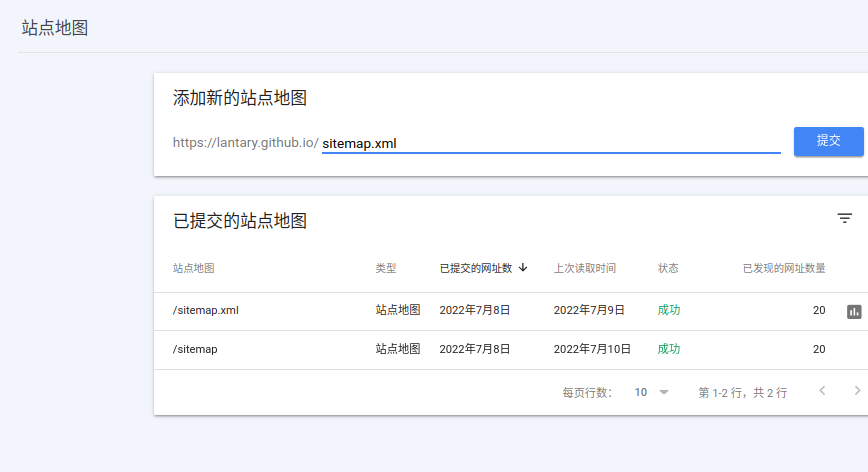 站点地图
添加新的站点地图
https://lantary.github.io/ sitemap.xml 提交
已提交的站点地图
站点地图 类型 已提交的网址数 上次读取时间 状态 已发现的网址数量
/sitemap.xml 站点地图 2022年7月8日 2022年7月9日 成功 20
/sitemap 站点地图 2022年7月8日 2022年7月10日 成功 20
每页行数： 10 第 1-2 行，共 2 行